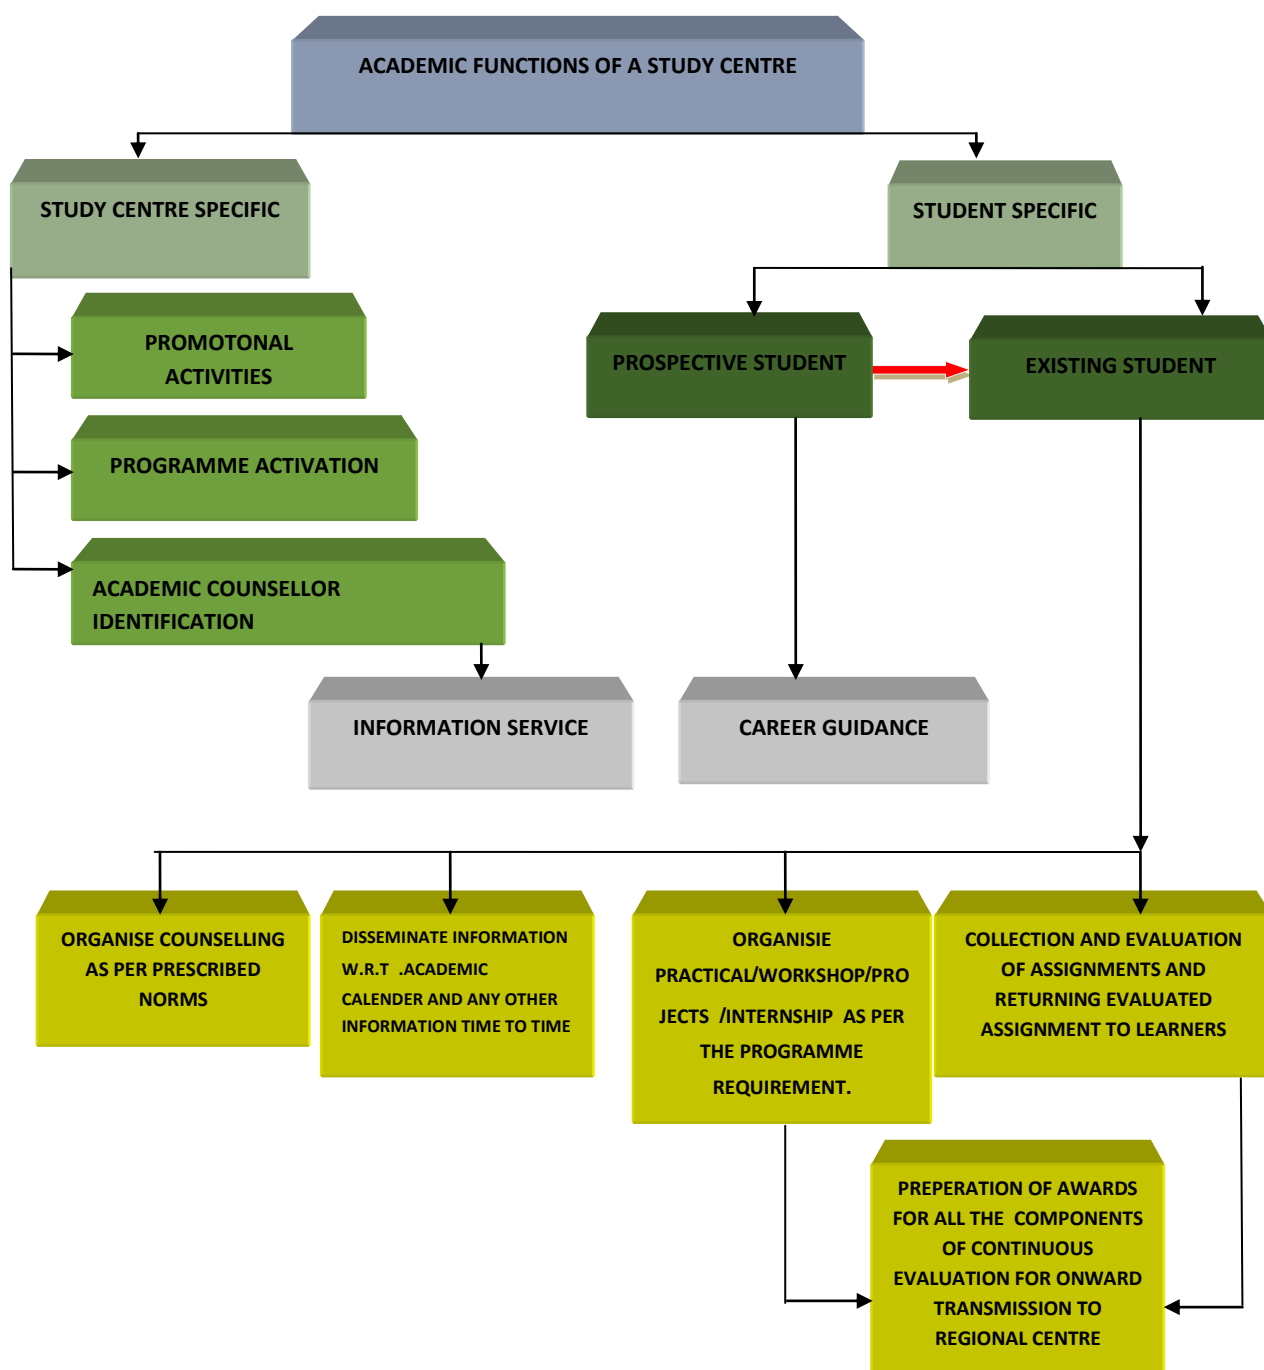 ACADEMIC FUNCTIONS OF A STUDY CENTRE
STUDY CENTRE SPECIFIC
STUDENT SPECIFIC
PROMOTONAL
ACTIVITIES
PROSPECTIVE STUDENT
EXISTING STUDENT
PROGRAMME ACTIVATION
ACADEMIC COUNSELLOR
IDENTIFICATION
INFORMATION SERVICE
CAREER GUIDANCE
ORGANISE COUNSELLING
AS PER PRESCRIBED
NORMS
DISSEMINATE INFORMATION
W.R.T .ACADEMIC
CALENDER AND ANY OTHER
INFORMATION TIME TO TIME
ORGANISIE
PRACTICAL/WORKSHOP/PRO
JECTS /INTERNSHIP AS PER
THE PROGRAMME
REQUIREMENT.
COLLECTION AND EVALUATION
OF ASSIGNMENTS AND
RETURNING EVALUATED
ASSIGNMENT TO LEARNERS
PREPERATION OF AWARDS
FOR ALL THE COMPONENTS
OF CONTINUOUS
EVALUATION FOR ONWARD
TRANSMISSION TO
REGIONAL CENTRE